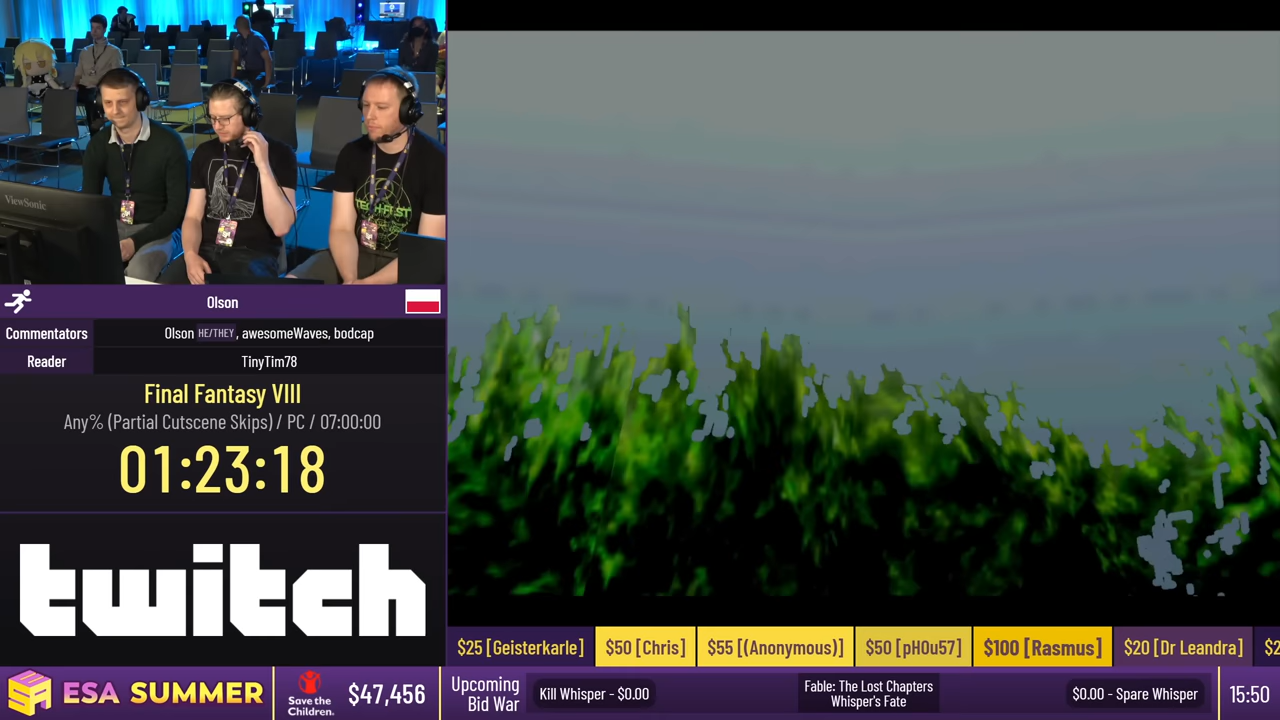 ViewSonic
TECH FEST
Olson
Commentators
Olson HE/THEY, awesomeWaves, bodcap
Reader
TinyTim78
Final Fantasy VIII
Any% (Partial Cutscene Skips) / PC / 07:00:00
01:23:18
twitch
$25 [Geisterkarle]
$50 [Chris]
$55 [(Anonymous)]
$50 [pH0u57]
$100 [Rasmus]
$20 [Dr Leandra]
ESA SUMMER
Save the
Children.
$47,456
Upcoming
Bid War
Kill Whisper - $0.00
Fable: The Lost Chapters
Whisper's Fate
$0.00 - Spare Whisper
15:50